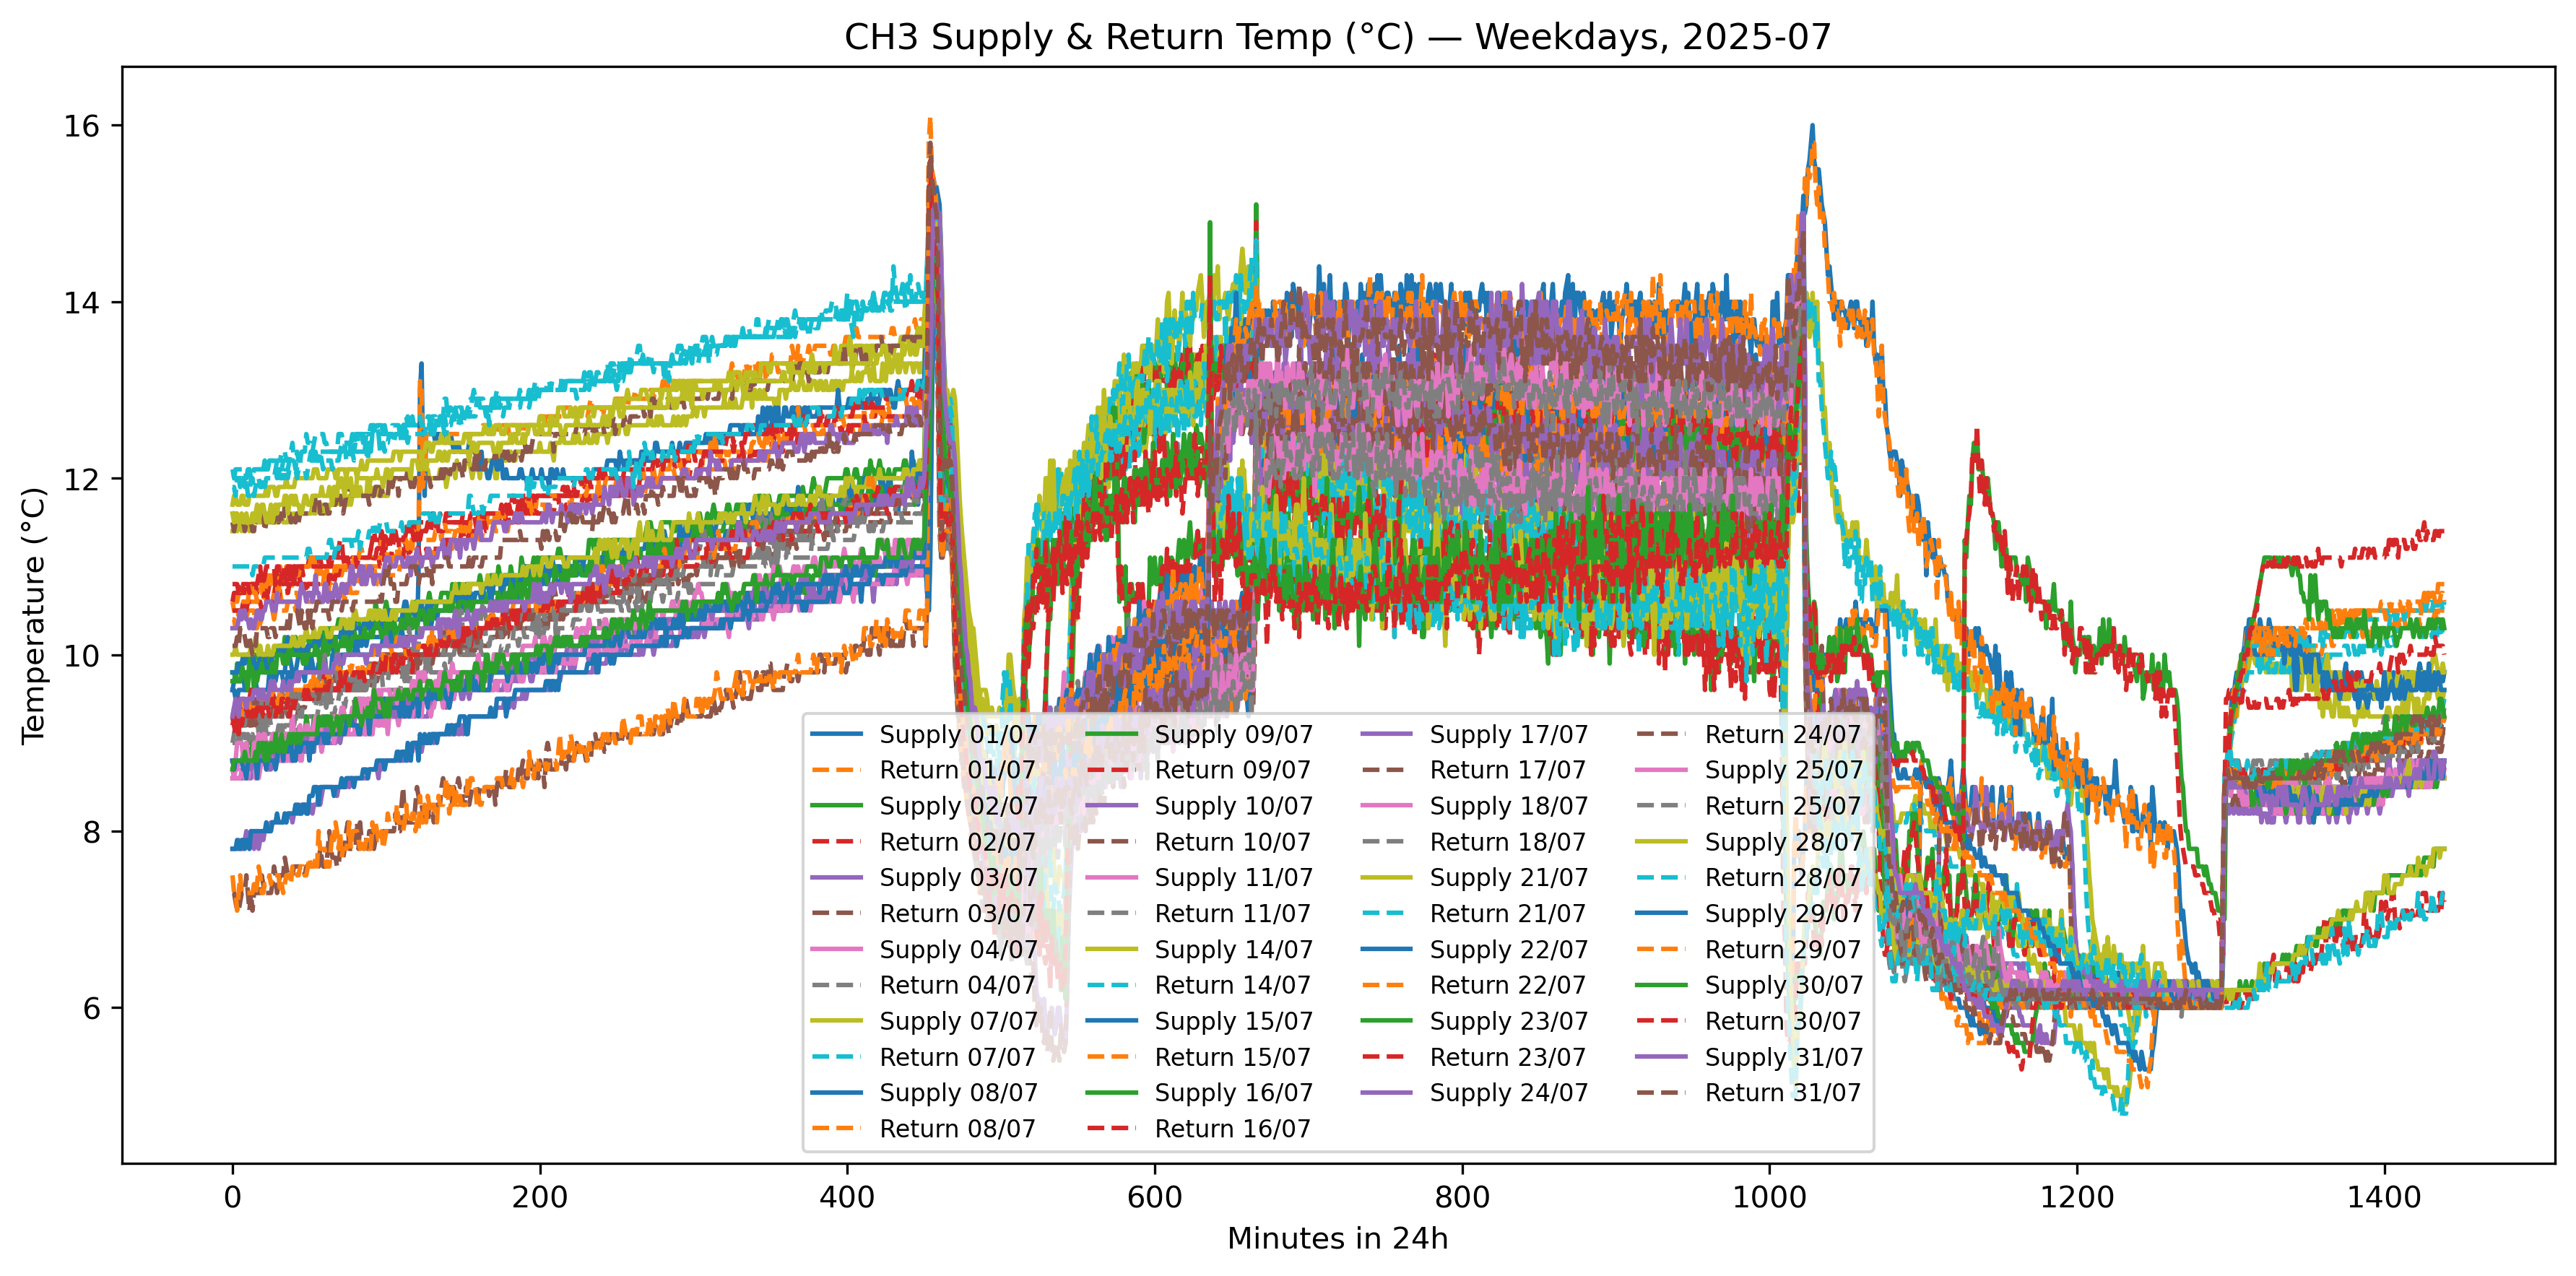 CH3 Supply & Return Temp (°C) — Weekdays, 2025-07
Temperature (°C)
16
14
12
10
8
6
Supply 01/07
Return 01/07
Supply 02/07
Return 02/07
Supply 03/07
Return 03/07
Supply 04/07
Return 04/07
Supply 07/07
Return 07/07
Supply 08/07
Return 08/07
Supply 09/07
Return 09/07
Supply 10/07
Return 10/07
Supply 11/07
Return 11/07
Supply 14/07
Return 14/07
Supply 15/07
Return 15/07
Supply 16/07
Return 16/07
Supply 17/07
Return 17/07
Supply 18/07
Return 18/07
Supply 21/07
Return 21/07
Supply 22/07
Return 22/07
Supply 23/07
Return 23/07
Supply 24/07
Return 24/07
Supply 25/07
Return 25/07
Supply 28/07
Return 28/07
Supply 29/07
Return 29/07
Supply 30/07
Return 30/07
Supply 31/07
Return 31/07
0 200 400 600 800 1000 1200 1400
Minutes in 24h